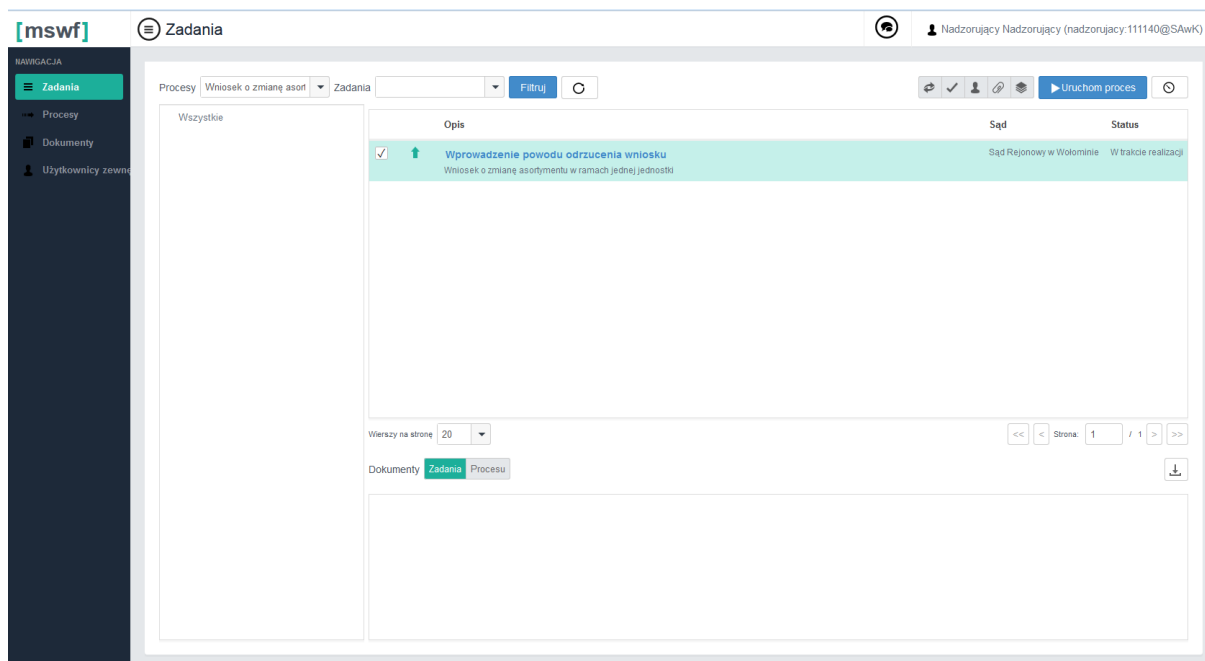 [mswf]
Zadania
Nadzorujący Nadzorujący (nadzorujacy:111140@SAwK)
NAWIGACJA
Zadania
Procesy
Dokumenty
Użytkownicy zewnę
Procesy Wniosek o zmianę asort Zadania Filtruj Uruchom proces
Wszystkie
Opis Sąd Status
Wprowadzenie powodu odrzucenia wniosku Sąd Rejonowy w Wołominie W trakcie realizacji
Wniosek o zmianę asortymentu w ramach jednej jednostki
Wierszy na stronę 20 << < Strona: 1 / 1 > >>
Dokumenty Zadania Procesu